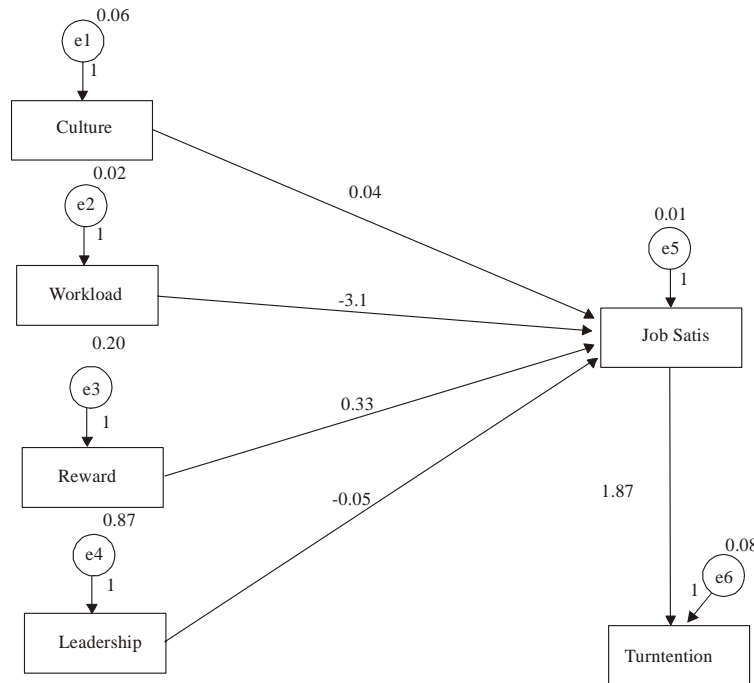 0.06
e1
1
Culture
0.02
e2
1
Workload
0.20
e3
1
Reward
0.87
e4
1
Leadership
0.04
-3.1
0.33
-0.05
0.01
e5
1
Job Satis
1.87
0.08
e6
1
Turntention